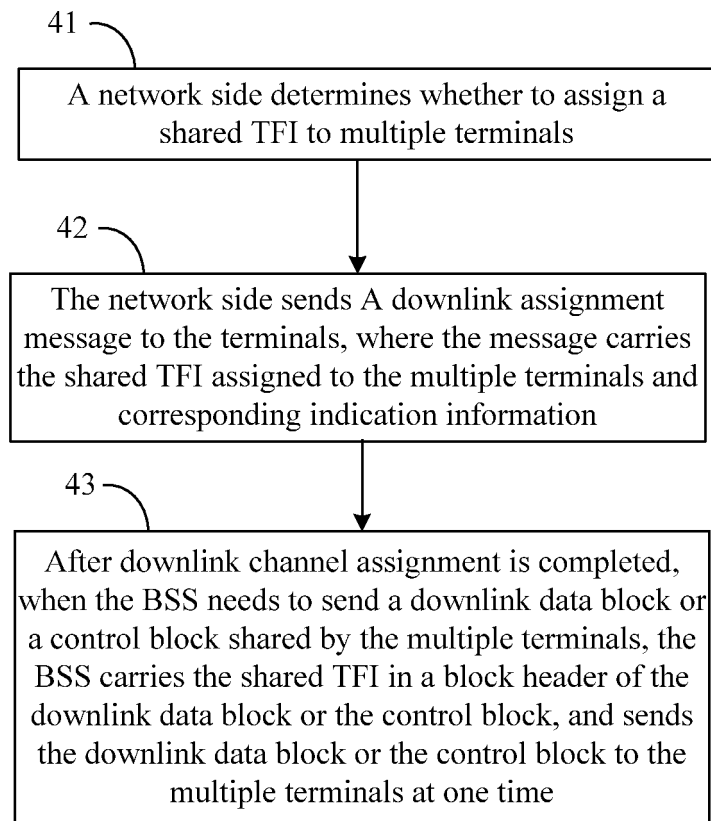 41
A network side determines whether to assign a
shared TFI to multiple terminals
42
The network side sends A downlink assignment
message to the terminals, where the message carries
the shared TFI assigned to the multiple terminals and
corresponding indication information
43
After downlink channel assignment is completed,
when the BSS needs to send a downlink data block or
a control block shared by the multiple terminals, the
BSS carries the shared TFI in a block header of the
downlink data block or the control block, and sends
the downlink data block or the control block to the
multiple terminals at one time